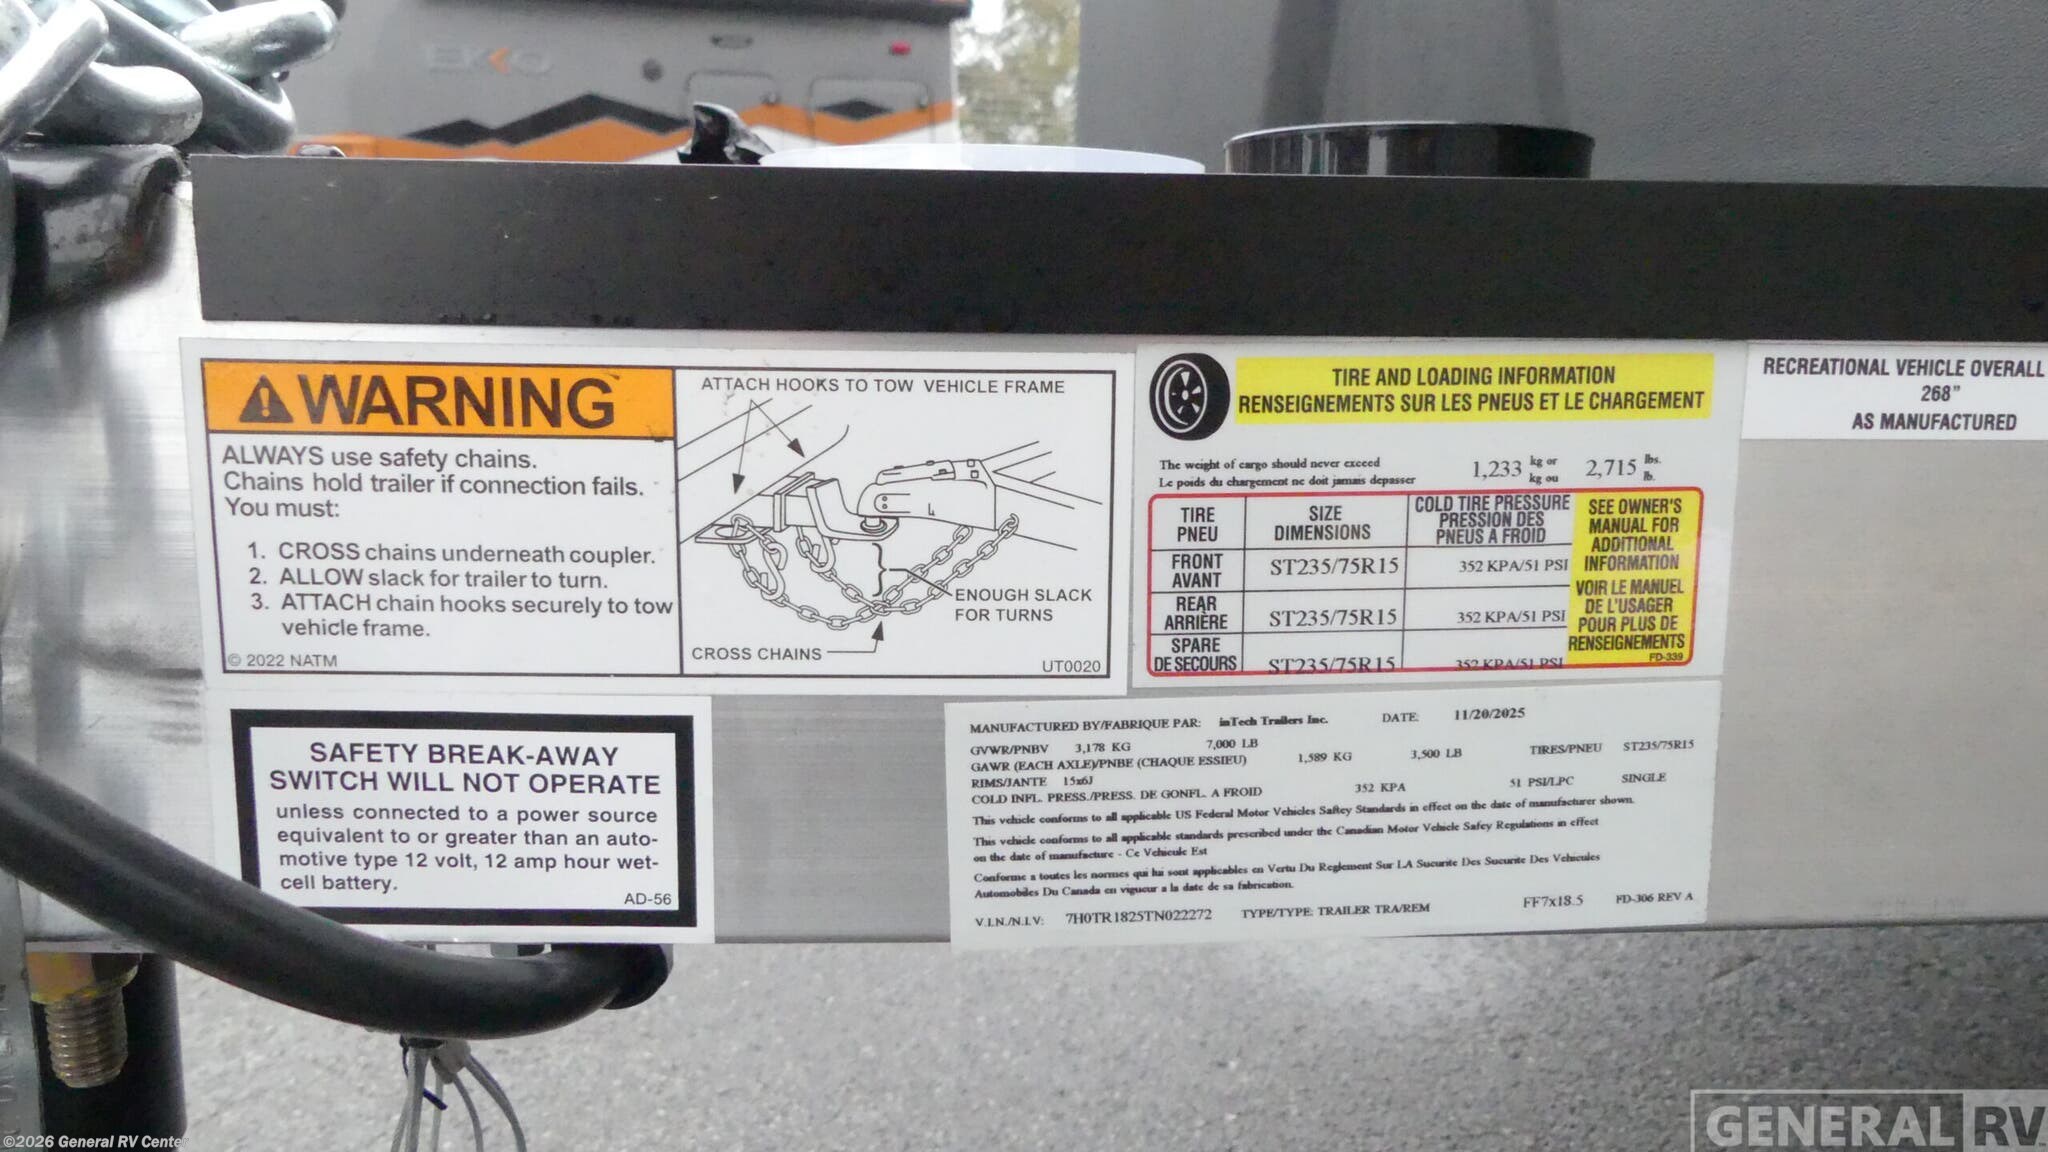 EKKO
WARNING
ALWAYS use safety chains.
Chains hold trailer if connection fails.
You must:
1. CROSS chains underneath coupler.
2. ALLOW slack for trailer to turn.
3. ATTACH chain hooks securely to tow
vehicle frame.
© 2022 NATM
ATTACH HOOKS TO TOW VEHICLE FRAME
ENOUGH SLACK
FOR TURNS
CROSS CHAINS
UT0020
TIRE AND LOADING INFORMATION
RENSEIGNEMENTS SUR LES PNEUS ET LE CHARGEMENT
The weight of cargo should never exceed
Le poids du chargement ne doit jamais depasser
1,233 kg or 2,715 lbs.
kg ou lb.
TIRE
PNEU
SIZE
DIMENSIONS
COLD TIRE PRESSURE
PRESSION DES
PNEUS A FROID
FRONT
AVANT
ST235/75R15
352 KPA/51 PSI
REAR
ARRIÈRE
ST235/75R15
352 KPA/51 PSI
SPARE
DE SECOURS
ST235/75R15
352 KPA/51 PSI
SEE OWNER'S
MANUAL FOR
ADDITIONAL
INFORMATION
VOIR LE MANUEL
DE L'USAGER
POUR PLUS DE
RENSEIGNEMENTS
FD-339
RECREATIONAL VEHICLE OVERALL
268"
AS MANUFACTURED
SAFETY BREAK-AWAY
SWITCH WILL NOT OPERATE
unless connected to a power source
equivalent to or greater than an auto-
motive type 12 volt, 12 amp hour wet-
cell battery.
AD-56
MANUFACTURED BY/FABRIQUE PAR: inTech Trailers Inc. DATE: 11/20/2025
GVWR/PNBV 3,178 KG 7,000 LB
GAWR (EACH AXLE)/PNBE (CHAQUE ESSIEU) 1,589 KG 3,500 LB TIRES/PNEU ST235/75R15
RIMS/JANTE 15x6J
COLD INFL. PRESS./PRESS. DE GONFL. A FROID 352 KPA 51 PSI/LPC SINGLE
This vehicle conforms to all applicable US Federal Motor Vehicles Saftey Standards in effect on the date of manufacturer shown.
This vehicle conforms to all applicable standards prescribed under the Canadian Motor Vehicle Safey Regulations in effect
on the date of manufacture - Ce Vehicule Est
Conforme a toutes les normes qui lui sont applicables en Vertu Du Reglement Sur LA Sucurite Des Sucurite Des Vehicules
Automobiles Du Canada en vigueur a la date de sa fabrication.
V.I.N./N.I.V: 7H0TR1825TN022272 TYPE/TYPE: TRAILER TRA/REM FF7x18.5 FD-306 REV A
©2026 General RV Center
GENERAL RV